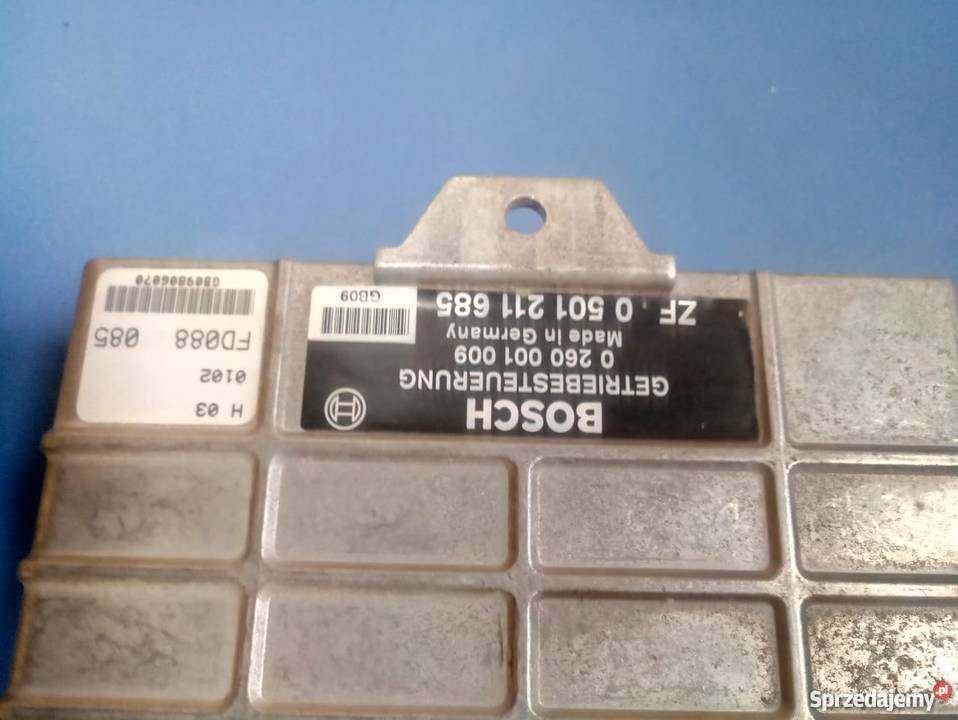 BOSCH
GETRIEBESTEUERUNG
0 260 001 009
Made in Germany
ZF. 0 501 211 685
GB09
H 03
0102
FD088 085
GB09806070
Sprzedajemy.pl